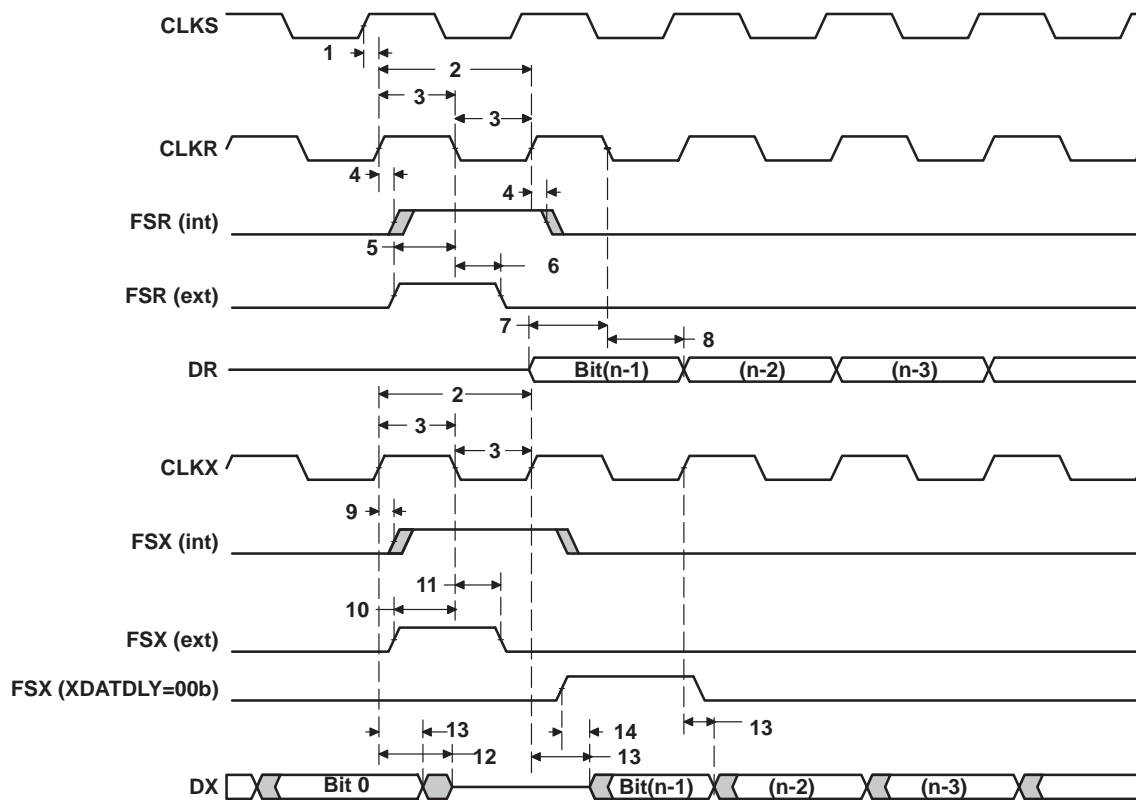 CLKS
1
2
3
3
CLKR
4
4
FSR (int)
5
6
FSR (ext)
7
8
DR Bit(n-1) (n-2) (n-3)
2
3
3
CLKX
9
FSX (int)
11
10
FSX (ext)
FSX (XDATDLY=00b)
13 14 13
12 13
DX Bit 0 Bit(n-1) (n-2) (n-3)